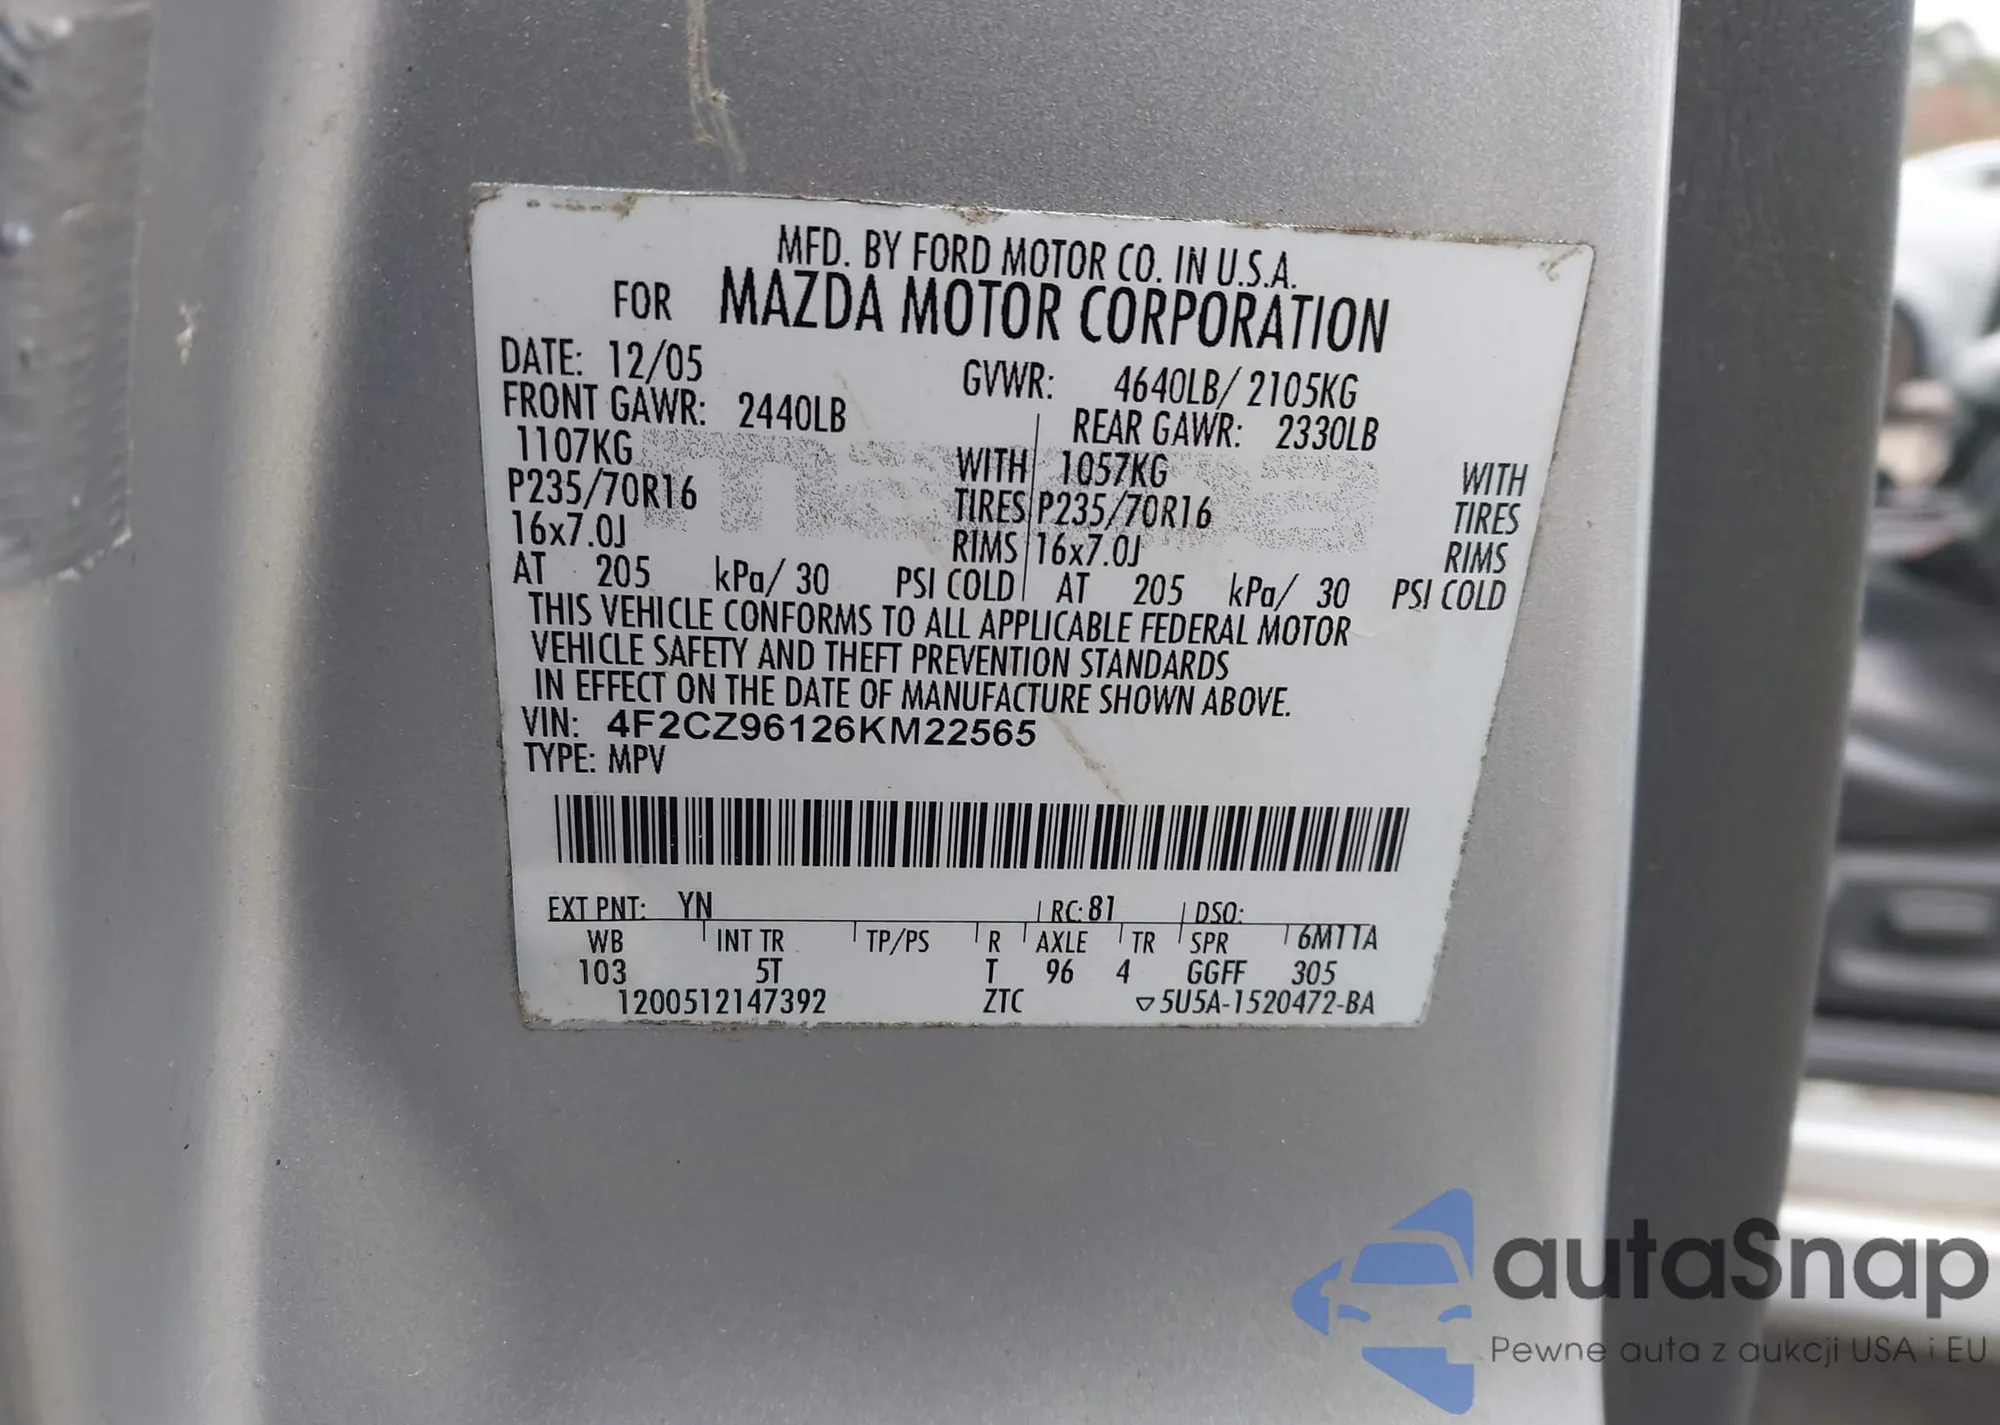 MFD. BY FORD MOTOR CO. IN U.S.A.
FOR MAZDA MOTOR CORPORATION
DATE: 12/05 GVWR: 4640LB/ 2105KG
FRONT GAWR: 2440LB REAR GAWR: 2330LB
1107KG WITH 1057KG WITH
P235/70R16 TIRES P235/70R16 TIRES
16x7.0J RIMS 16x7.0J RIMS
AT 205 kPa/ 30 PSI COLD AT 205 kPa/ 30 PSI COLD
mazda
THIS VEHICLE CONFORMS TO ALL APPLICABLE FEDERAL MOTOR
VEHICLE SAFETY AND THEFT PREVENTION STANDARDS
IN EFFECT ON THE DATE OF MANUFACTURE SHOWN ABOVE.
VIN: 4F2CZ96126KM22565
TYPE: MPV
EXT PNT: YN RC: 81 DSO:
WB INT TR TP/PS R AXLE TR SPR 6M11A
103 5T T 96 4 GGFF 305
1200512147392 ZTC ▽5U5A-1520472-BA
autaSnap
Pewne auta z aukcji USA i EU